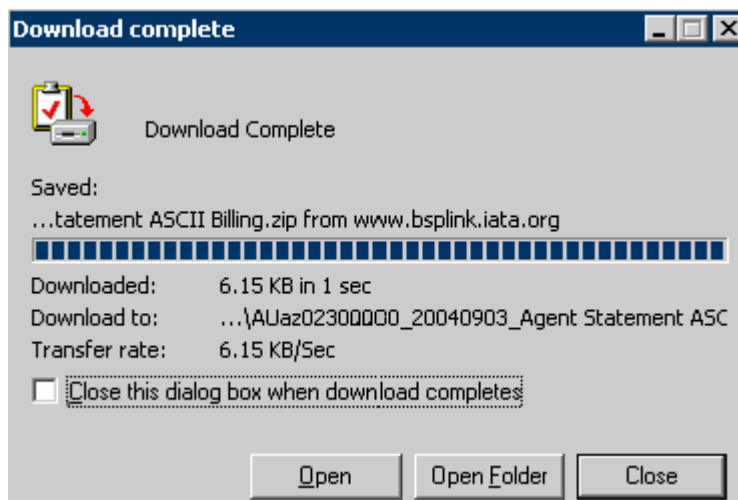 Download complete
Download Complete
Saved:
...tatement ASCII Billing.zip from www.bsplink.iata.org
Downloaded: 6.15 KB in 1 sec
Download to: ...\AUaz02300000_20040903_Agent Statement ASC
Transfer rate: 6.15 KB/Sec
Close this dialog box when download completes
Open Open Folder Close